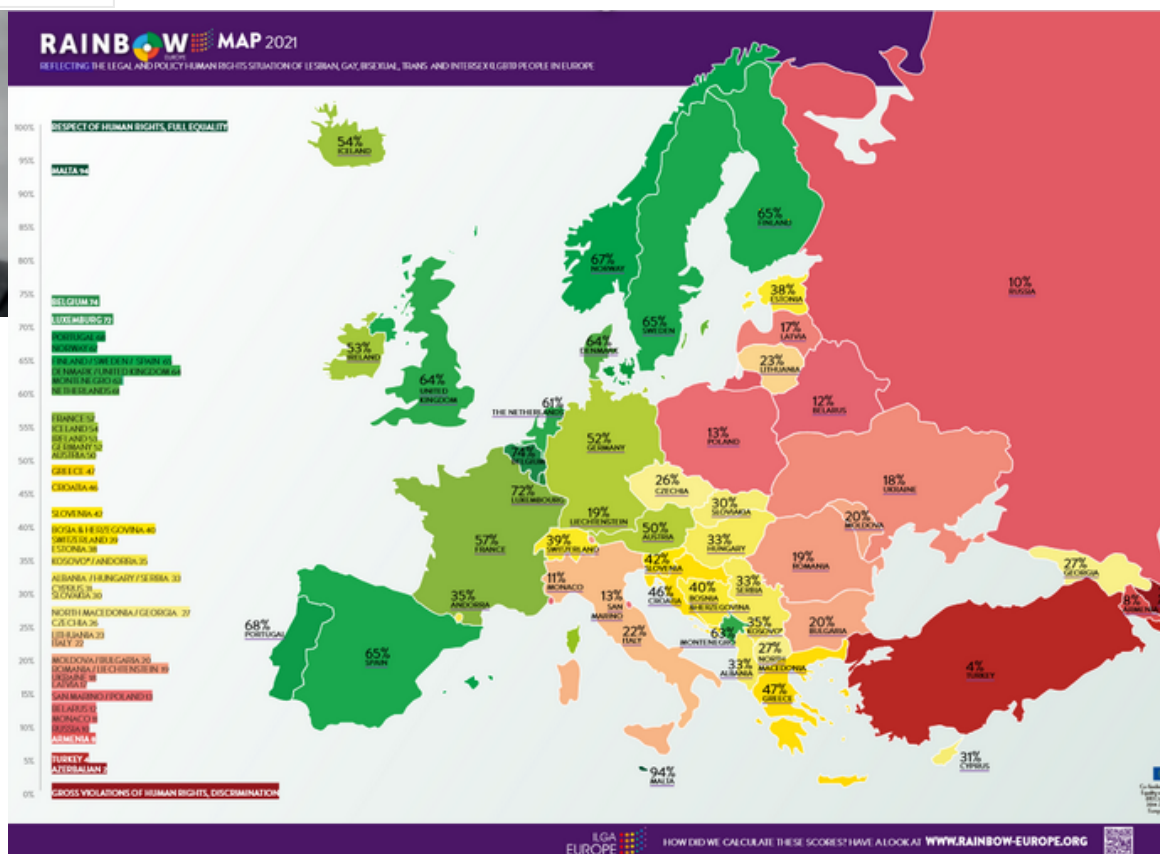 RAINBOW EUROPE MAP 2021
REFLECTING THE LEGAL AND POLICY HUMAN RIGHTS SITUATION OF LESBIAN, GAY, BISEXUAL, TRANS AND INTERSEX (LGBTI) PEOPLE IN EUROPE
100%
RESPECT OF HUMAN RIGHTS, FULL EQUALITY
95%
MALTA 94
90%
85%
80%
75%
BELGIUM 74
LUXEMBURG 72
70%
PORTUGAL 68
NORWAY 67
65%
FINLAND / SWEDEN / SPAIN 65
DENMARK / UNITED KINGDOM 64
MONTENEGRO 63
NETHERLANDS 61
60%
FRANCE 57
55%
ICELAND 54
IRELAND 53
GERMANY 52
AUSTRIA 50
50%
GREECE 47
CROATIA 46
45%
SLOVENIA 42
40%
BOSIA & HERZEGOVINA 40
SWITZERLAND 39
ESTONIA 38
KOSOVO* / ANDORRA 35
35%
ALBANIA / HUNGARY / SERBIA 33
CYPRUS 31
SLOVAKIA 30
30%
NORTH MACEDONIA / GEORGIA 27
CZECHIA 26
25%
LITHUANIA 23
ITALY 22
20%
MOLDOVA / BULGARIA 20
ROMANIA / LIECHTENSTEIN 19
UKRAINE 18
LATVIA 17
15%
SAN MARINO / POLAND 13
BELARUS 12
MONACO 11
10%
RUSSIA 10
ARMENIA 8
5%
TURKEY 4
AZERBAIJAN 2
0%
GROSS VIOLATIONS OF HUMAN RIGHTS, DISCRIMINATION
54%
ICELAND
65%
FINLAND
67%
NORWAY
65%
SWEDEN
10%
RUSSIA
38%
ESTONIA
17%
LATVIA
23%
LITHUANIA
64%
DENMARK
53%
IRELAND
64%
UNITED
KINGDOM
61%
THE NETHERLANDS
12%
BELARUS
13%
POLAND
52%
GERMANY
74%
BELGIUM
72%
LUXEMBOURG
26%
CZECHIA
30%
SLOVIAKIA
18%
UKRAINE
19%
LIECHTENSTEIN
50%
AUSTRIA
20%
MOLDOVA
57%
FRANCE
39%
SWITZERLAND
33%
HUNGARY
42%
SLOVENIA
19%
ROMANIA
27%
GEORGIA
11%
MONACO
13%
SAN
MARINO
46%
CROATIA
40%
BOSNIA
&HERZEGOVINA
33%
SERBIA
35%
ANDORRA
8%
ARMENIA
68%
PORTUGAL
65%
SPAIN
22%
ITALY
63%
MONTENEGRO
35%
KOSOVO*
20%
BULGARIA
27%
NORTH
MACEDONIA
33%
ALBANIA
4%
TURKEY
47%
GREECE
94%
MALTA
31%
CYPRUS
ILGA
EUROPE
HOW DID WE CALCULATE THESE SCORES? HAVE A LOOK AT WWW.RAINBOW-EUROPE.ORG